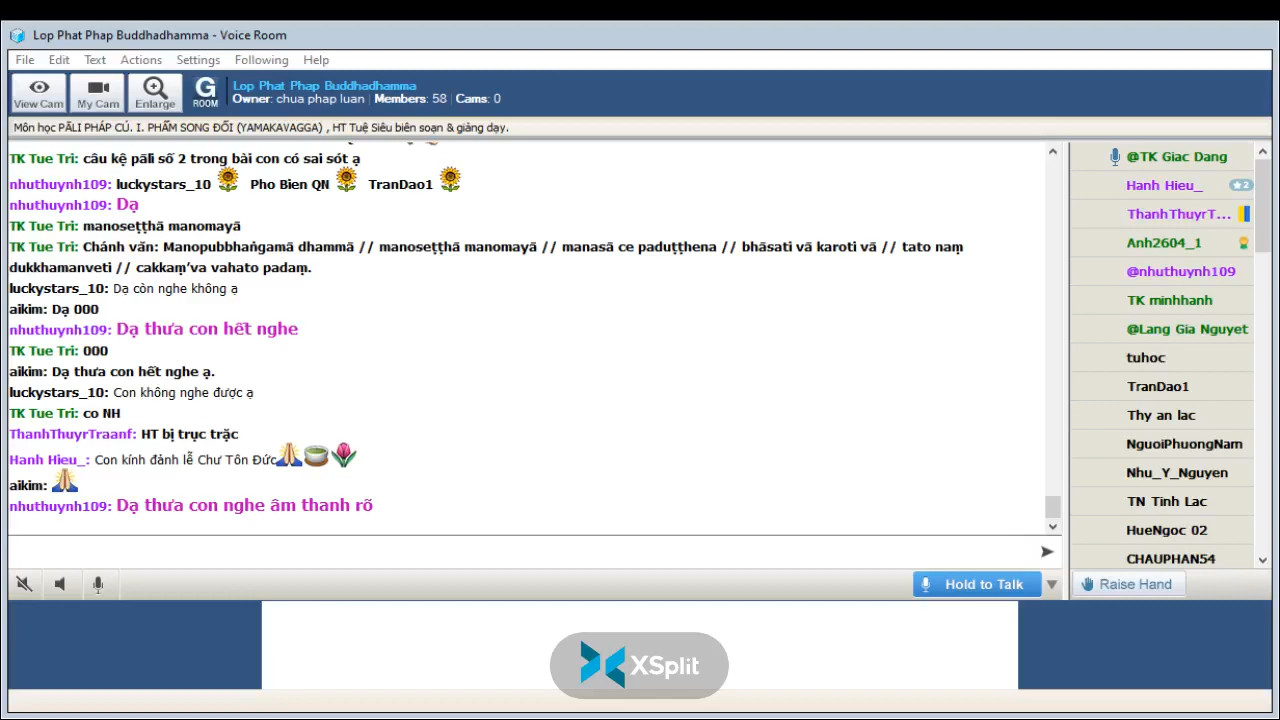 Lop Phat Phap Buddhadhamma - Voice Room
File Edit Text Actions Settings Following Help
View Cam My Cam Enlarge G ROOM
Lop Phat Phap Buddhadhamma
Owner: chua phap luan | Members: 58 | Cams: 0
Môn học PĀLI PHÁP CÚ. I. PHẨM SONG ĐỐI (YAMAKAVAGGA) , HT Tuệ Siêu biên soạn & giảng dạy.
TK Tue Tri: câu kệ pāli số 2 trong bài con có sai sót ạ
nhuthuynh109: luckystars_10 Pho Bien QN TranDao1
nhuthuynh109: Dạ
TK Tue Tri: manoseṭṭhā manomayā
TK Tue Tri: Chánh văn: Manopubbhaṅgamā dhammā // manoseṭṭhā manomayā // manasā ce paduṭṭhena // bhāsati vā karoti vā // tato naṃ
dukkhamanveti // cakkaṃ’va vahato padaṃ.
luckystars_10: Dạ còn nghe không ạ
aikim: Dạ 000
nhuthuynh109: Dạ thưa con hết nghe
TK Tue Tri: 000
aikim: Dạ thưa con hết nghe ạ.
luckystars_10: Con không nghe được ạ
TK Tue Tri: co NH
ThanhThuyrTraanf: HT bị trục trặc
Hanh Hieu_: Con kính đảnh lễ Chư Tôn Đức
aikim:
nhuthuynh109: Dạ thưa con nghe âm thanh rõ
@TK Giac Dang
Hanh Hieu_ 2
ThanhThuyrT...
Anh2604_1
@nhuthuynh109
TK minhhanh
@Lang Gia Nguyet
tuhoc
TranDao1
Thy an lac
NguoiPhuongNam
Nhu_Y_Nguyen
TN Tinh Lac
HueNgoc 02
CHAUPHAN54
Hold to Talk
Raise Hand
XSplit